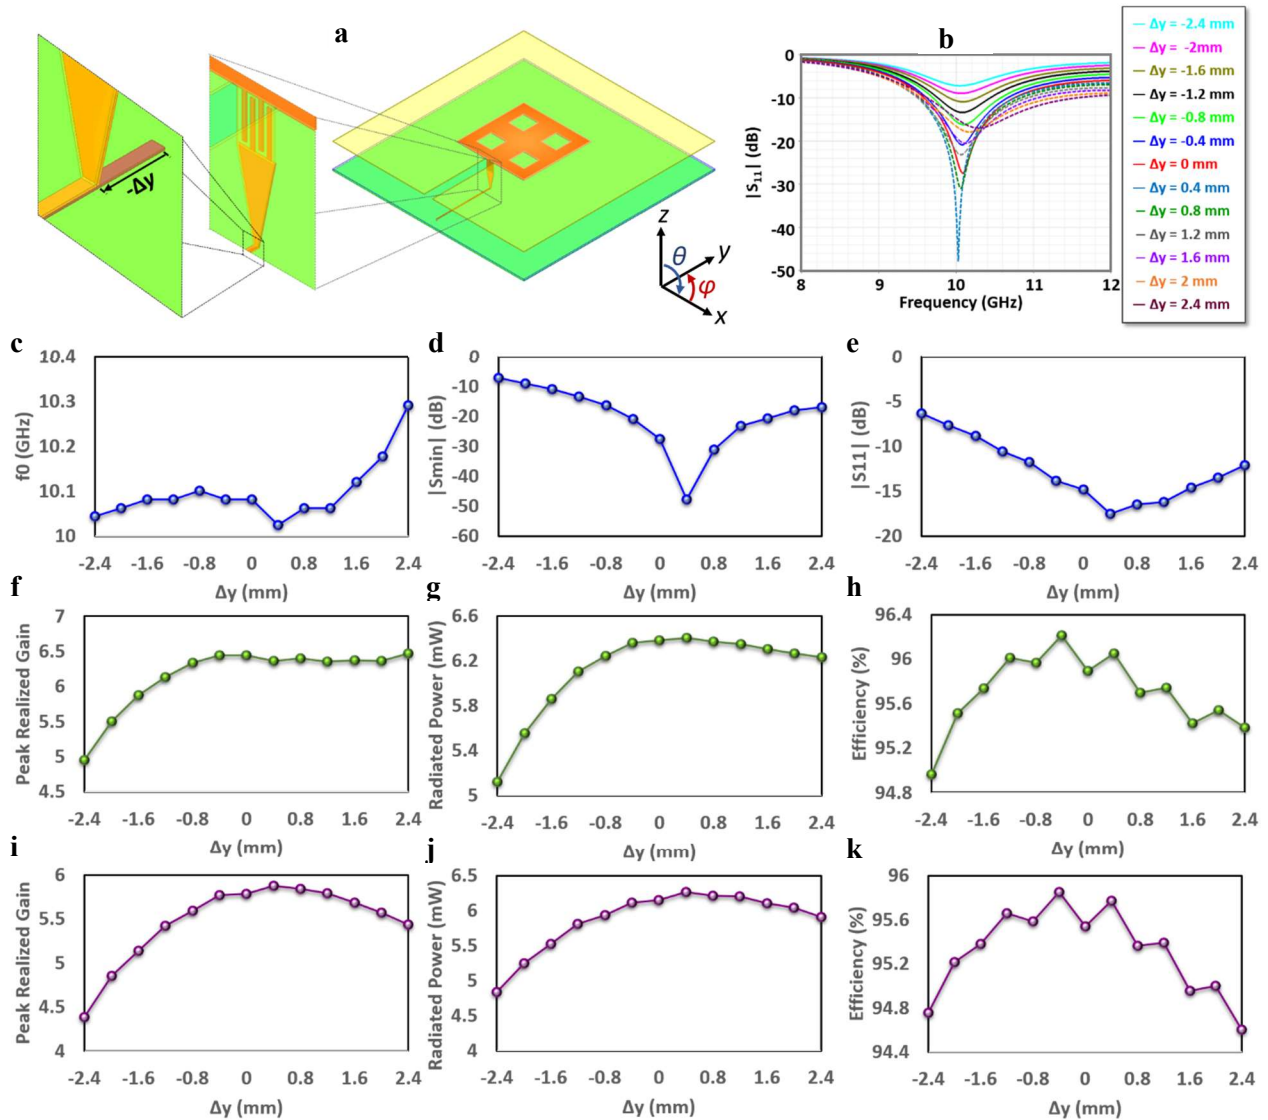 a
-Δy
z
y
x
θ
φ
b
|S11| (dB)
0
-10
-20
-30
-40
-50
8
9
10
11
12
Frequency (GHz)
Δy = -2.4 mm
Δy = -2mm
Δy = -1.6 mm
Δy = -1.2 mm
Δy = -0.8 mm
Δy = -0.4 mm
Δy = 0 mm
Δy = 0.4 mm
Δy = 0.8 mm
Δy = 1.2 mm
Δy = 1.6 mm
Δy = 2 mm
Δy = 2.4 mm
c
f0 (GHz)
10.4
10.3
10.2
10.1
10
-2.4 -1.6 -0.8 0 0.8 1.6 2.4
Δy (mm)
d
|Smin| (dB)
0
-10
-20
-30
-40
-50
-60
-2.4 -1.6 -0.8 0 0.8 1.6 2.4
Δy (mm)
e
|S11| (dB)
0
-5
-10
-15
-20
-2.4 -1.6 -0.8 0 0.8 1.6 2.4
Δy (mm)
f
Peak Realized Gain
7
6.5
6
5.5
5
4.5
-2.4 -1.6 -0.8 0 0.8 1.6 2.4
Δy (mm)
g
Radiated Power (mW)
6.6
6.2
5.8
5.4
5
-2.4 -1.6 -0.8 0 0.8 1.6 2.4
Δy (mm)
h
Efficiency (%)
96.4
96
95.6
95.2
94.8
-2.4 -1.6 -0.8 0 0.8 1.6 2.4
Δy (mm)
i
Peak Realized Gain
6
5.5
5
4.5
4
-2.4 -1.6 -0.8 0 0.8 1.6 2.4
Δy (mm)
j
Radiated Power (mW)
6.5
6
5.5
5
4.5
4
-2.4 -1.6 -0.8 0 0.8 1.6 2.4
Δy (mm)
k
Efficiency (%)
96
95.6
95.2
94.8
94.4
-2.4 -1.6 -0.8 0 0.8 1.6 2.4
Δy (mm)